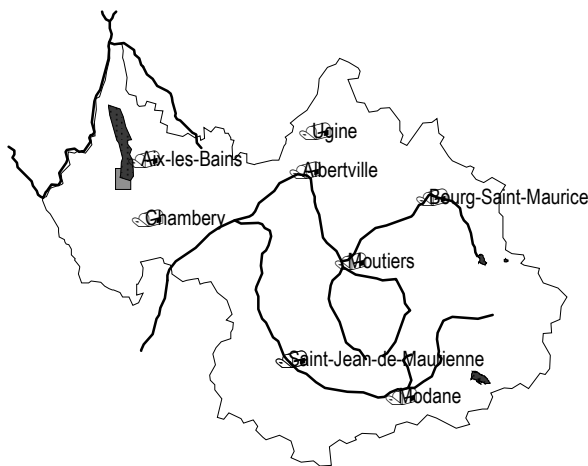 Ugine
Aix-les-Bains
Albertville
Bourg-Saint-Maurice
Chambery
Moutiers
Saint-Jean-de-Maurienne
Modane